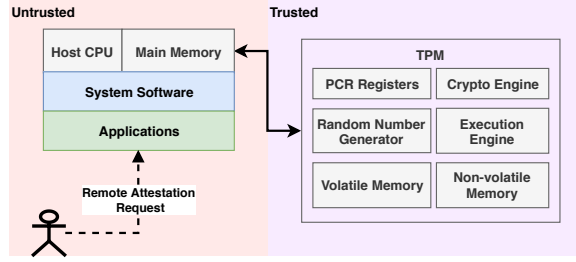 Untrusted
Trusted
Host CPU
Main Memory
System Software
Applications
Remote Attestation
Request
TPM
PCR Registers
Crypto Engine
Random Number
Generator
Execution
Engine
Volatile Memory
Non-volatile
Memory